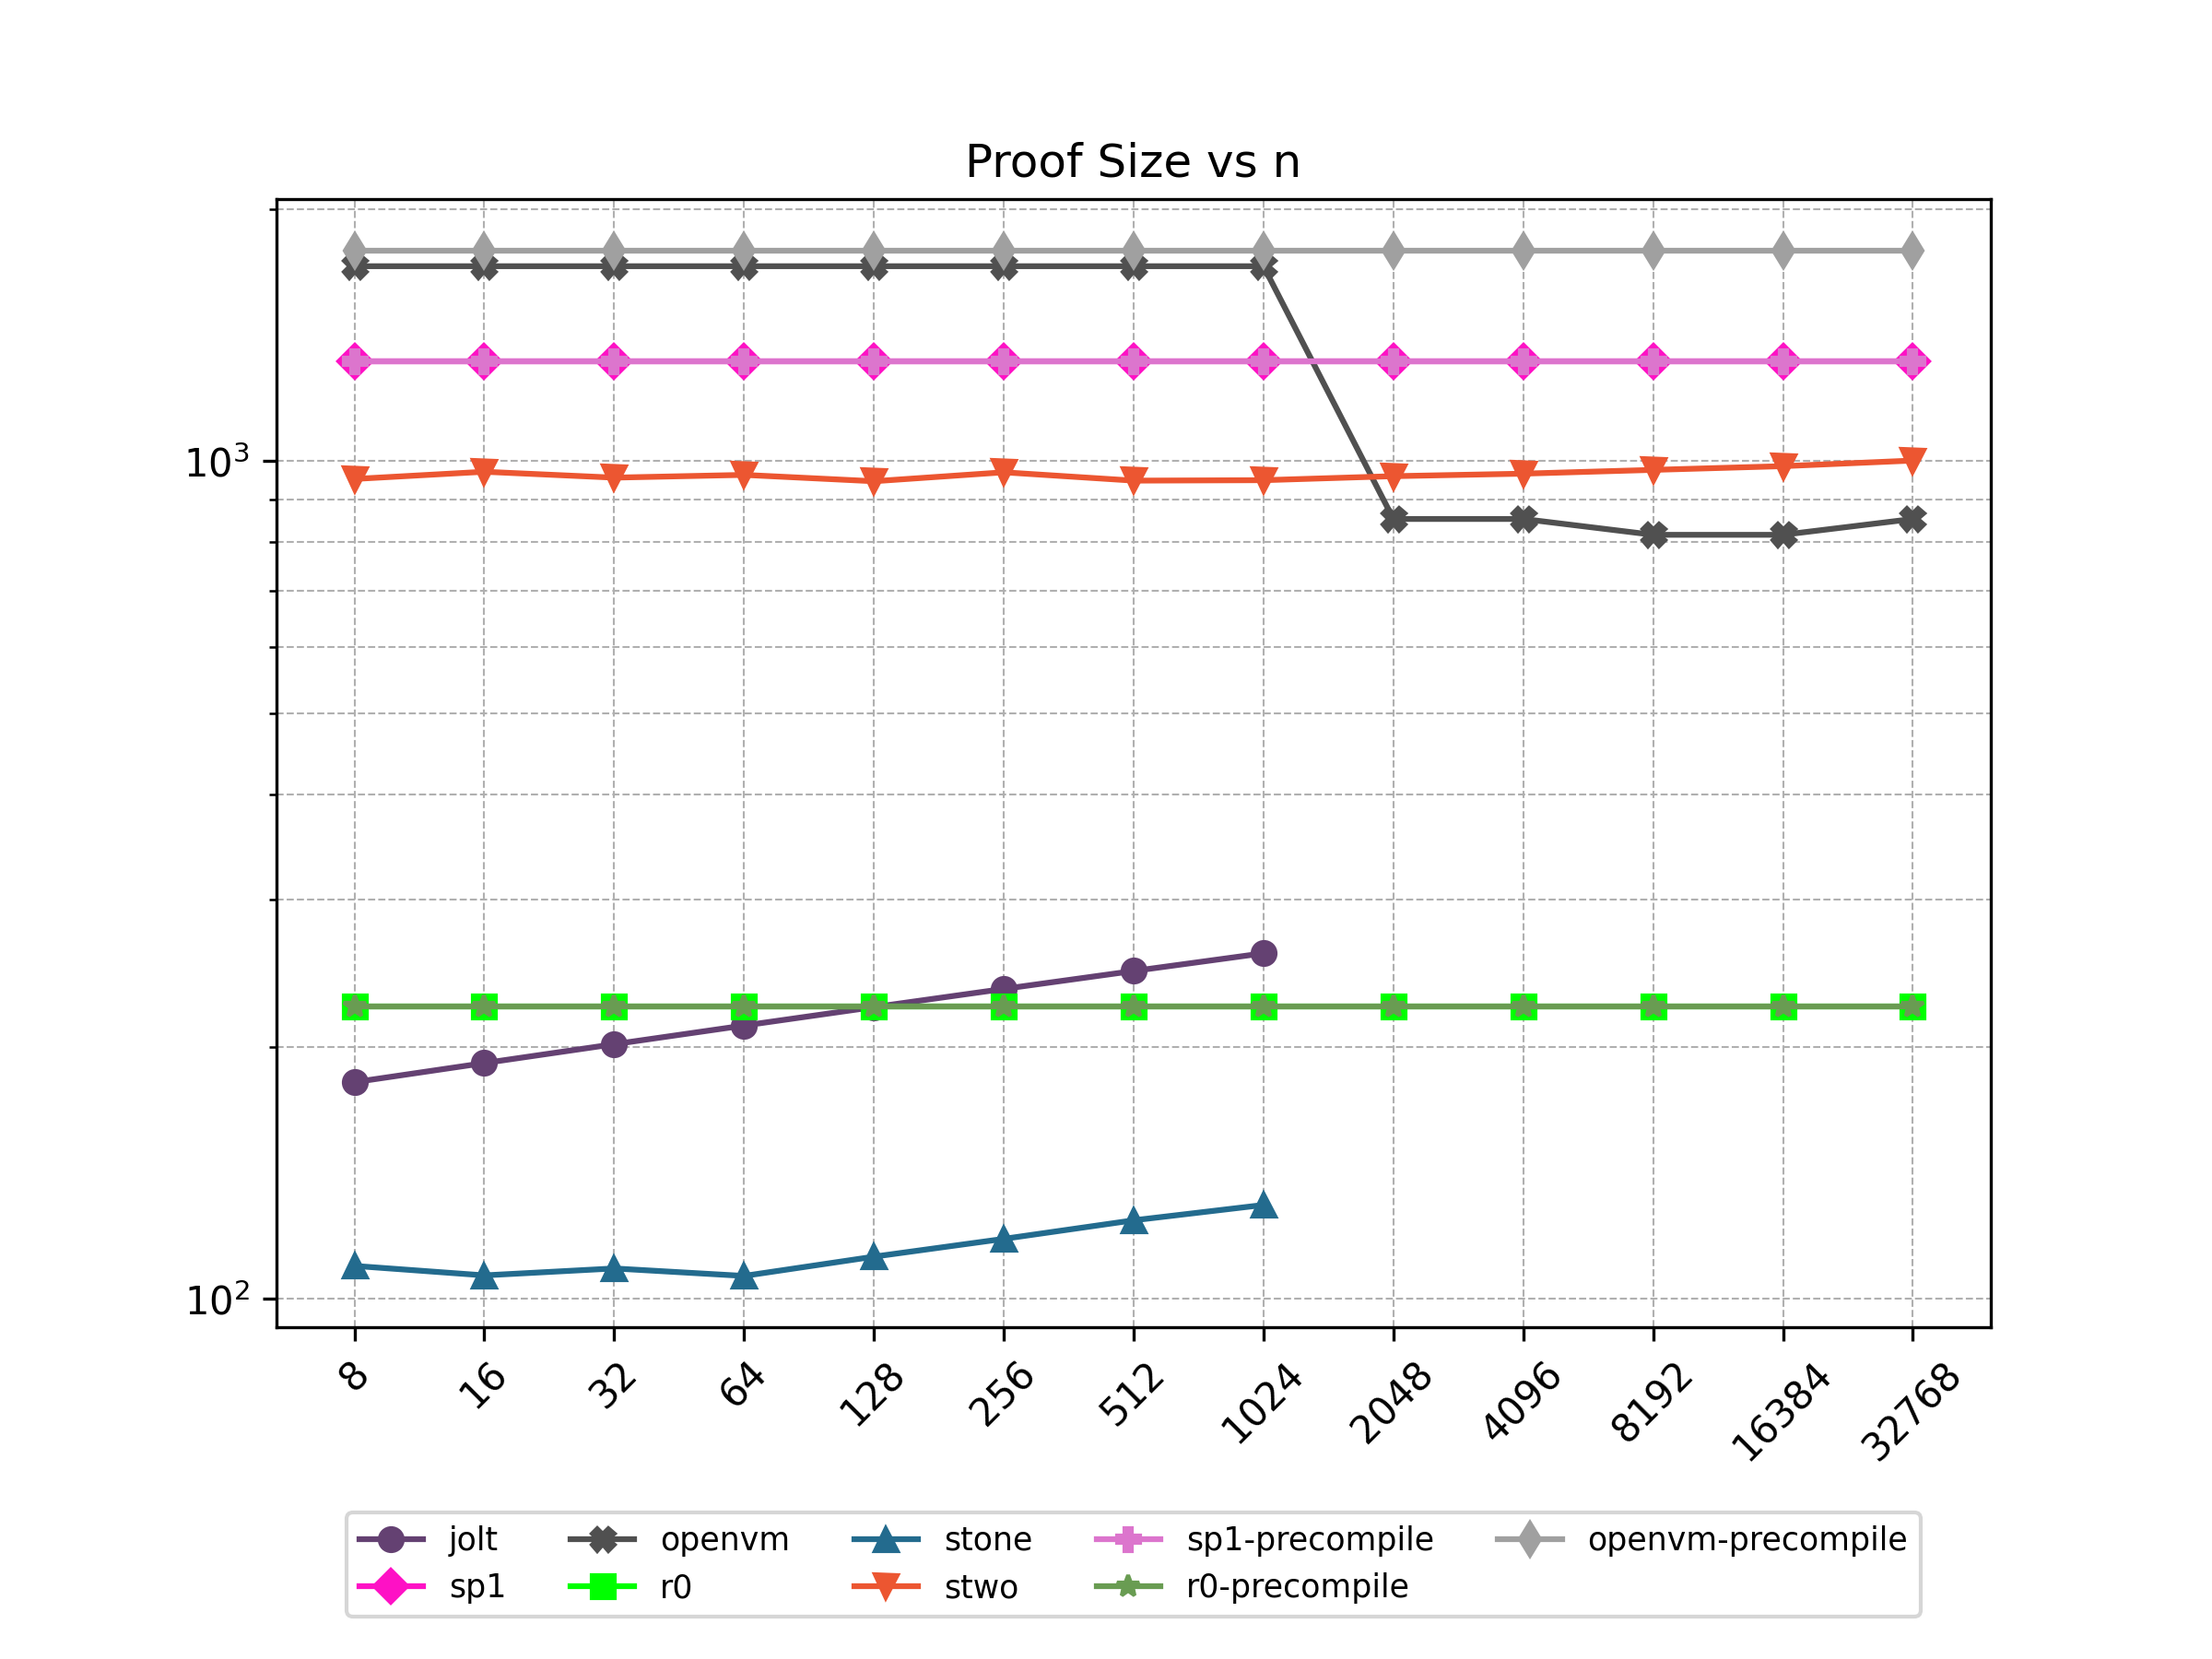 Proof Size vs n
10³
10²
8 16 32 64 128 256 512 1024 2048 4096 8192 16384 32768
jolt openvm stone sp1-precompile openvm-precompile
sp1 r0 stwo r0-precompile